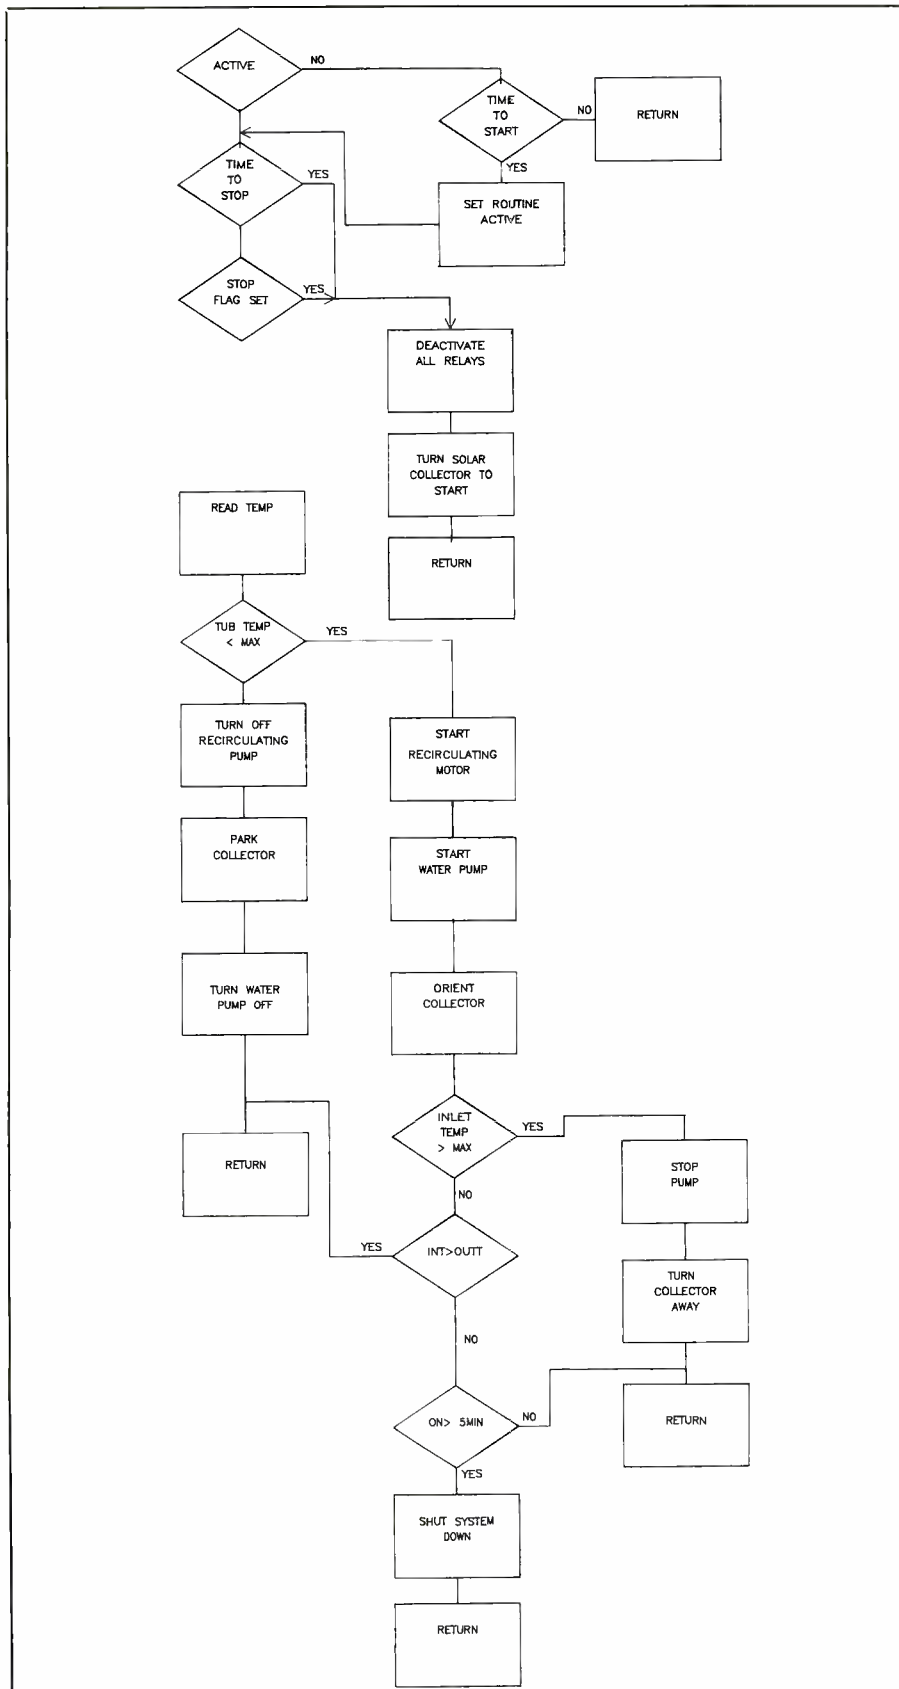 ACTIVE
NO
TIME
TO
START
NO
RETURN
YES
SET ROUTINE
ACTIVE
TIME
TO
STOP
YES
STOP
FLAG SET
YES
DEACTIVATE
ALL RELAYS
TURN SOLAR
COLLECTOR TO
START
RETURN
READ TEMP
TUB TEMP
< MAX
YES
TURN OFF
RECIRCULATING
PUMP
PARK
COLLECTOR
TURN WATER
PUMP OFF
RETURN
START
RECIRCULATING
MOTOR
START
WATER PUMP
ORIENT
COLLECTOR
INLET
TEMP
> MAX
YES
STOP
PUMP
TURN
COLLECTOR
AWAY
RETURN
NO
INT>OUTT
YES
NO
ON> 5MIN
NO
YES
SHUT SYSTEM
DOWN
RETURN